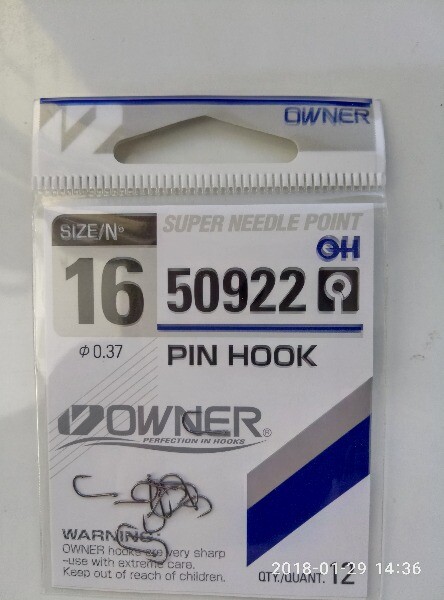 OWNER
SUPER NEEDLE POINT
SIZE/Nº
16
OH
50922
φ 0.37
PIN HOOK
OWNER®
PERFECTION IN HOOKS
WARNING
OWNER hooks are very sharp
-use with extreme care.
Keep out of reach of children.
QTY./QUANT. 12
2018-01-29 14:36